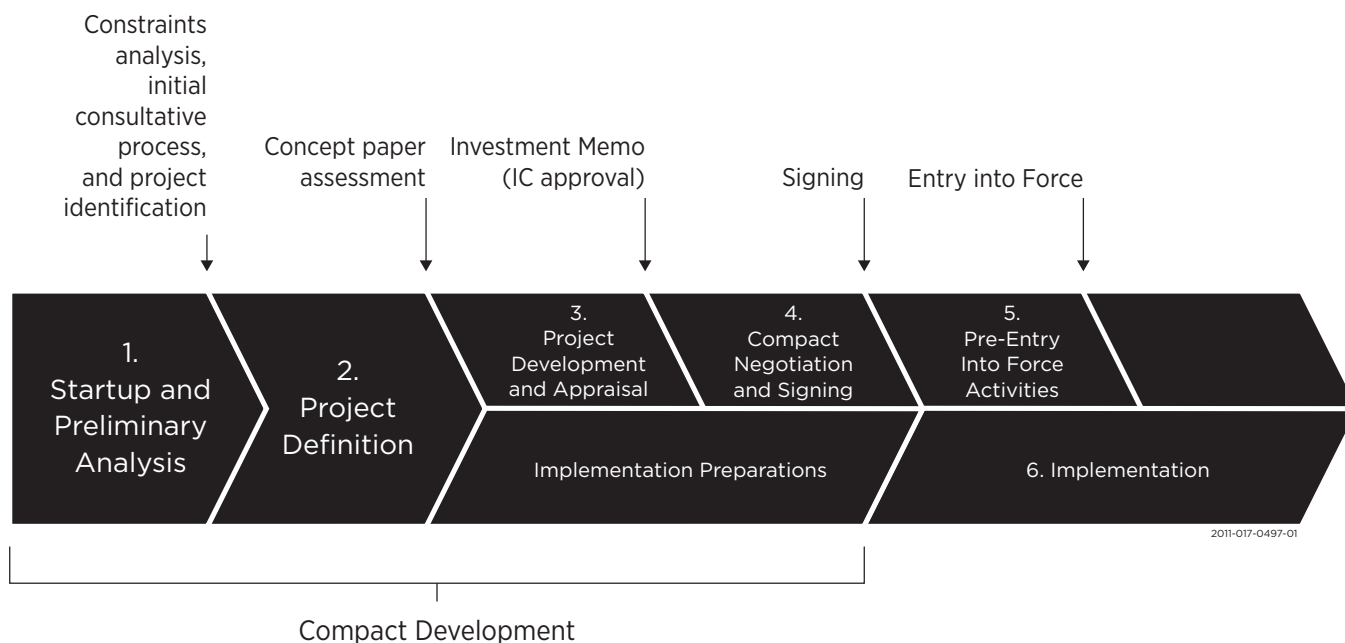 Constraints
analysis,
initial
consultative
process,
and project
identification
Concept paper
assessment
Investment Memo
(IC approval)
Signing
Entry into Force
1.
Startup and
Preliminary
Analysis
2.
Project
Definition
3.
Project
Development
and Appraisal
4.
Compact
Negotiation
and Signing
5.
Pre-Entry
Into Force
Activities
Implementation Preparations
6. Implementation
2011-017-0497-01
Compact Development